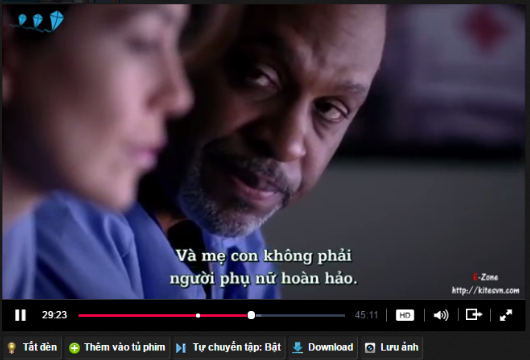 Và mẹ con không phải
người phụ nữ hoàn hảo.
E-Zone
http://kitesvn.com
29:23
45:11
HD
Tắt đèn
Thêm vào tủ phim
Tự chuyển tập: Bật
Download
Lưu ảnh